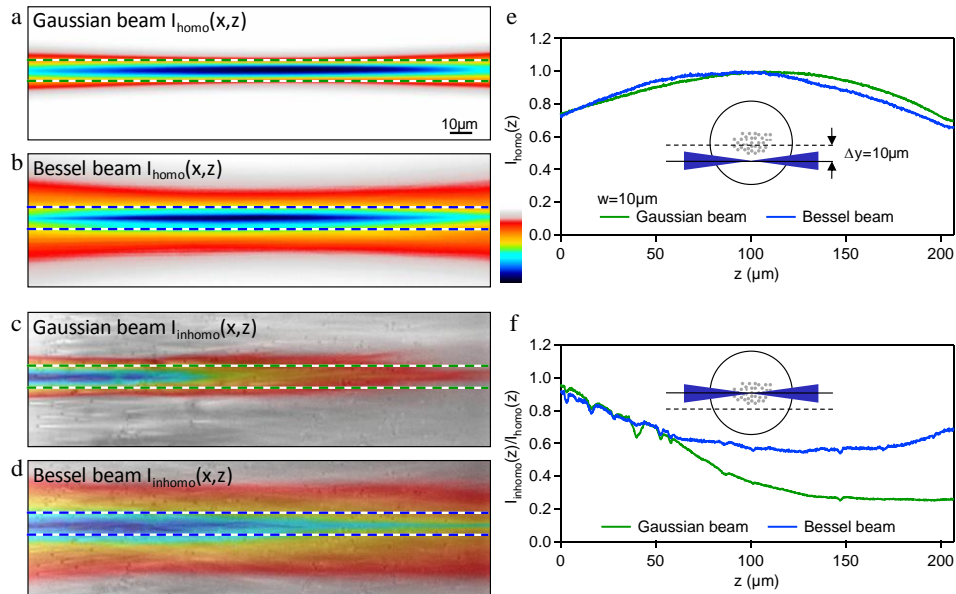 a
Gaussian beam I_homo(x,z)
10µm
b
Bessel beam I_homo(x,z)
c
Gaussian beam I_inhomo(x,z)
d
Bessel beam I_inhomo(x,z)
e
1.2
1.0
0.8
0.6
0.4
0.2
0.0
I_homo(z)
Δy=10µm
w=10µm
Gaussian beam
Bessel beam
0
50
100
150
200
z (µm)
f
1.2
1.0
0.8
0.6
0.4
0.2
0.0
I_inhomo(z)/I_homo(z)
Gaussian beam
Bessel beam
0
50
100
150
200
z (µm)